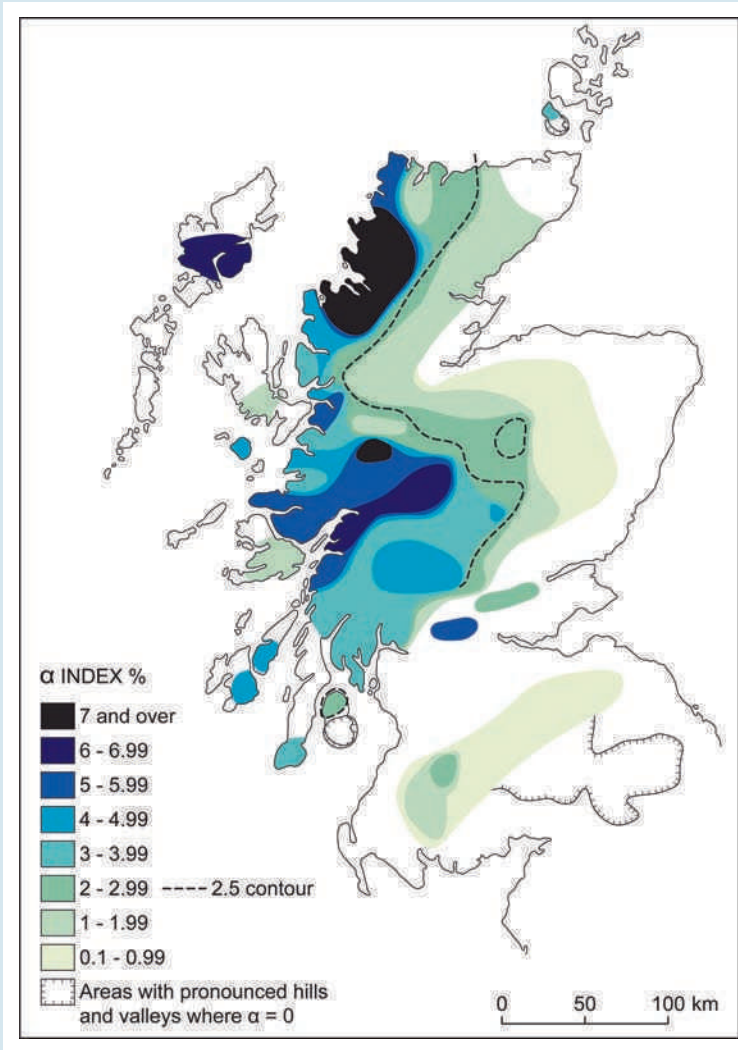 α INDEX %
7 and over
6 - 6.99
5 - 5.99
4 - 4.99
3 - 3.99
2 - 2.99 ---- 2.5 contour
1 - 1.99
0.1 - 0.99
Areas with pronounced hills
and valleys where α = 0
0 50 100 km